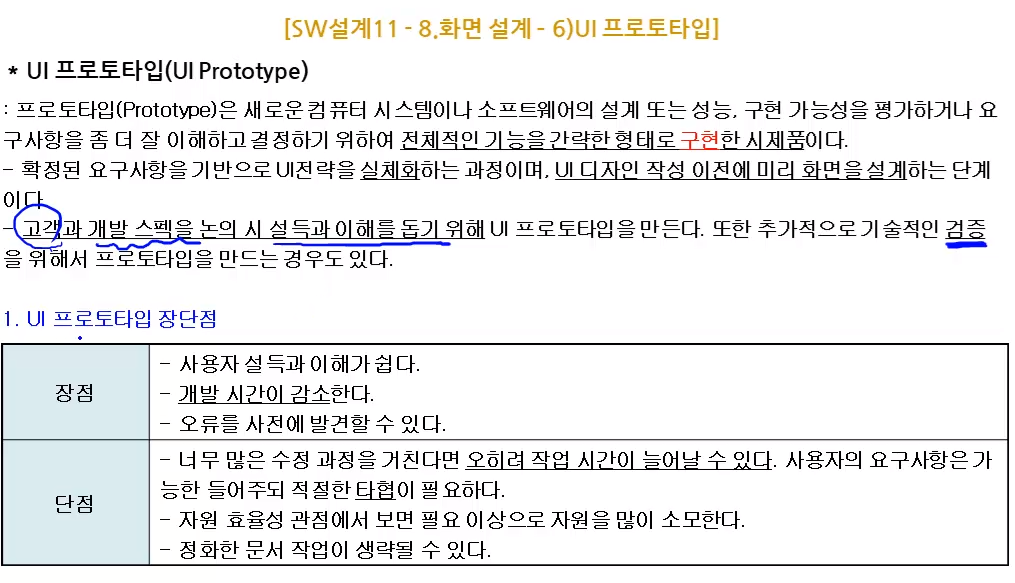 [SW설계11 - 8.화면 설계 - 6)UI 프로토타입]
* UI 프로토타입(UI Prototype)
: 프로토타입(Prototype)은 새로운 컴퓨터 시스템이나 소프트웨어의 설계 또는 성능, 구현 가능성을 평가하거나 요
구사항을 좀 더 잘 이해하고 결정하기 위하여 전체적인 기능을 간략한 형태로 구현한 시제품이다.
- 확정된 요구사항을 기반으로 UI전략을 실체화하는 과정이며, UI 디자인 작성 이전에 미리 화면을 설계하는 단계
이다
- 고객과 개발 스펙을 논의 시 설득과 이해를 돕기 위해 UI 프로토타입을 만든다. 또한 추가적으로 기술적인 검증
을 위해서 프로토타입을 만드는 경우도 있다.
1. UI 프로토타입 장단점
장점
- 사용자 설득과 이해가 쉽다.
- 개발 시간이 감소한다.
- 오류를 사전에 발견할 수 있다.
단점
- 너무 많은 수정 과정을 거친다면 오히려 작업 시간이 늘어날 수 있다. 사용자의 요구사항은 가
능한 들어주되 적절한 타협이 필요하다.
- 자원 효율성 관점에서 보면 필요 이상으로 자원을 많이 소모한다.
- 정화한 문서 작업이 생략될 수 있다.